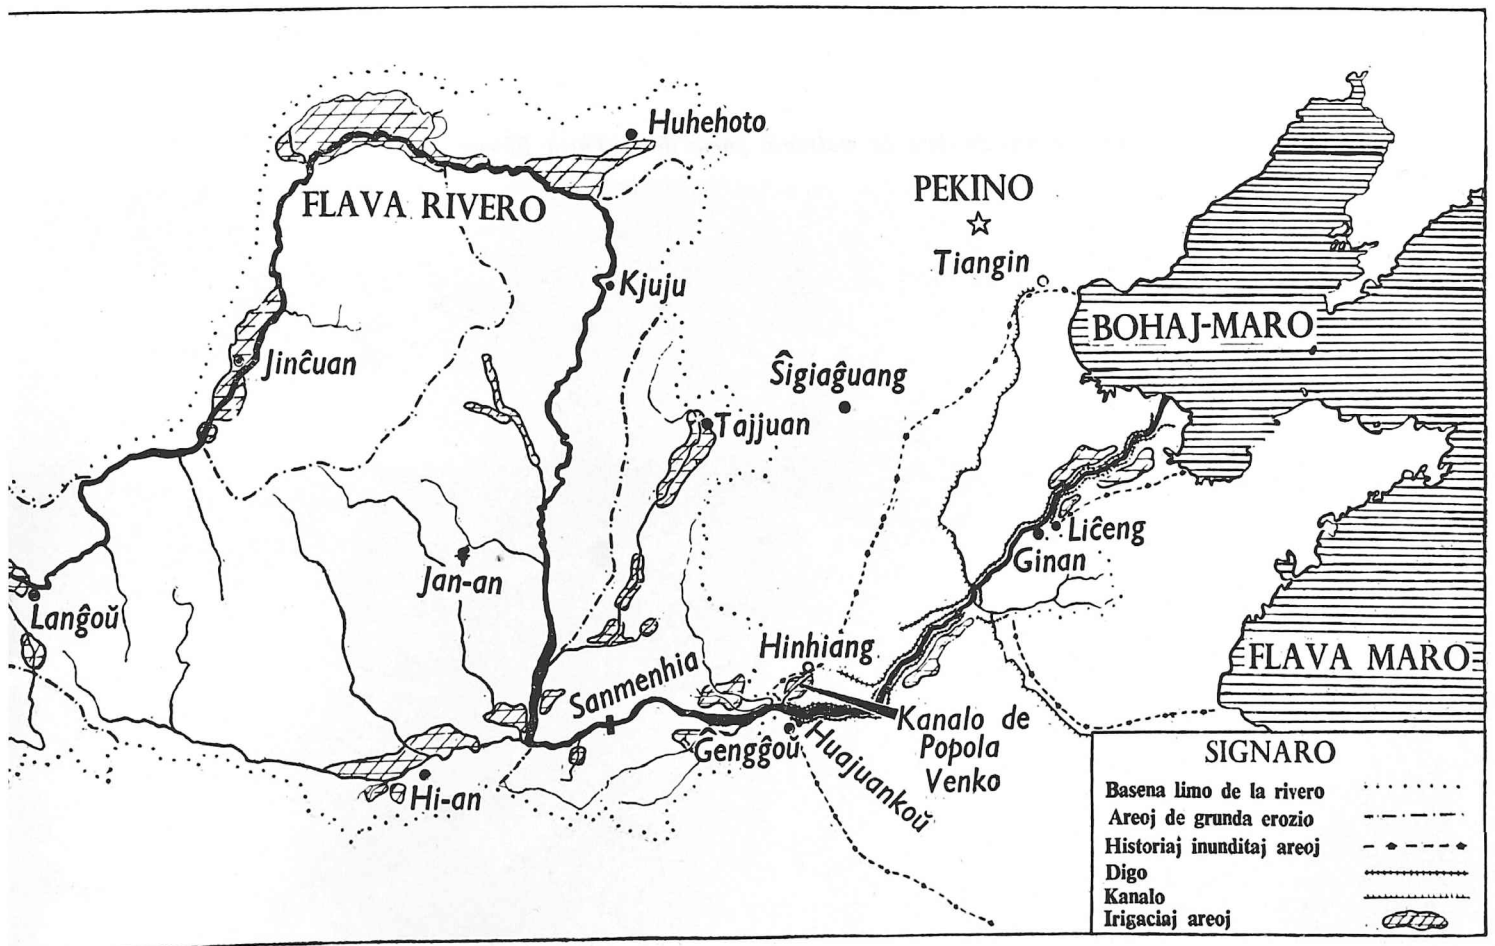 Huhehoto
PEKINO
FLAVA RIVERO
Tiangin
Kjuju
BOHAJ-MARO
Jinĉuan
Ŝigiaĝuang
Tajjuan
Liĉeng
Ginan
Jan-an
Lanĝoŭ
Hinhiang
FLAVA MARO
Sanmenhia
Kanalo de
Popola
Venko
Ĝengĝoŭ
Huajuankoŭ
Hi-an
SIGNARO
Basena limo de la rivero
Areoj de grunda erozio
Historiaj inunditaj areoj
Digo
Kanalo
Irigaciaj areoj